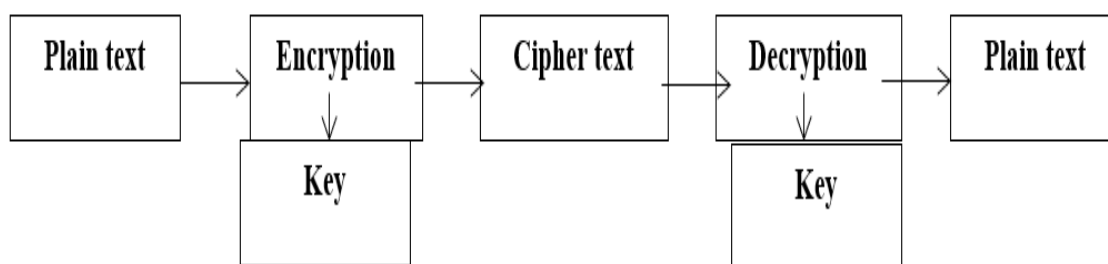 Plain text
Encryption
Cipher text
Decryption
Plain text
Key
Key